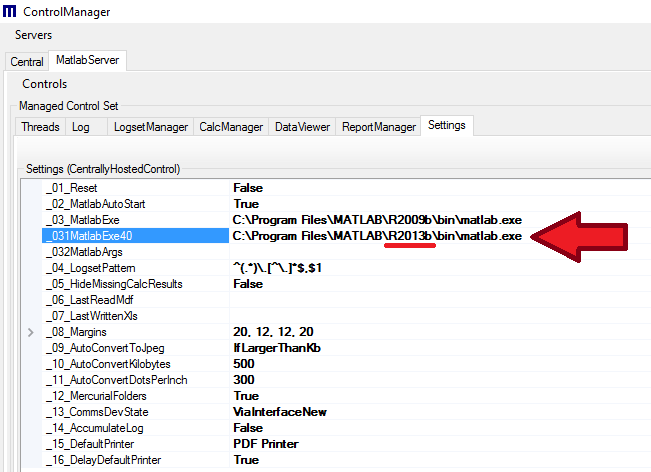 ControlManager
Servers
Central MatlabServer
Controls
Managed Control Set
Threads Log LogsetManager CalcManager DataViewer ReportManager Settings
Settings (CentrallyHostedControl)
_01_Reset False
_02_MatlabAutoStart True
_03_MatlabExe C:\Program Files\MATLAB\R2009b\bin\matlab.exe
_031MatlabExe40 C:\Program Files\MATLAB\R2013b\bin\matlab.exe
_032MatlabArgs
_04_LogsetPattern ^(.*)\.[^\.]*$,$1
_05_HideMissingCalcResults False
_06_LastReadMdf
_07_LastWrittenXls
_08_Margins 20, 12, 12, 20
_09_AutoConvertToJpeg IfLargerThanKb
_10_AutoConvertKilobytes 500
_11_AutoConvertDotsPerInch 300
_12_MercurialFolders True
_13_CommsDevState ViaInterfaceNew
_14_AccumulateLog False
_15_DefaultPrinter PDF Printer
_16_DelayDefaultPrinter True